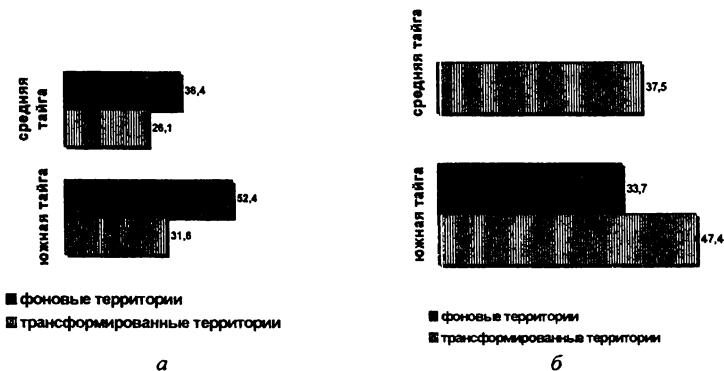 средняя тайга
36,4
26,1
южная тайга
52,4
31,6
фоновые территории
трансформированные территории
а
средняя тайга
37,5
южная тайга
33,7
47,4
фоновые территории
трансформированные территории
б